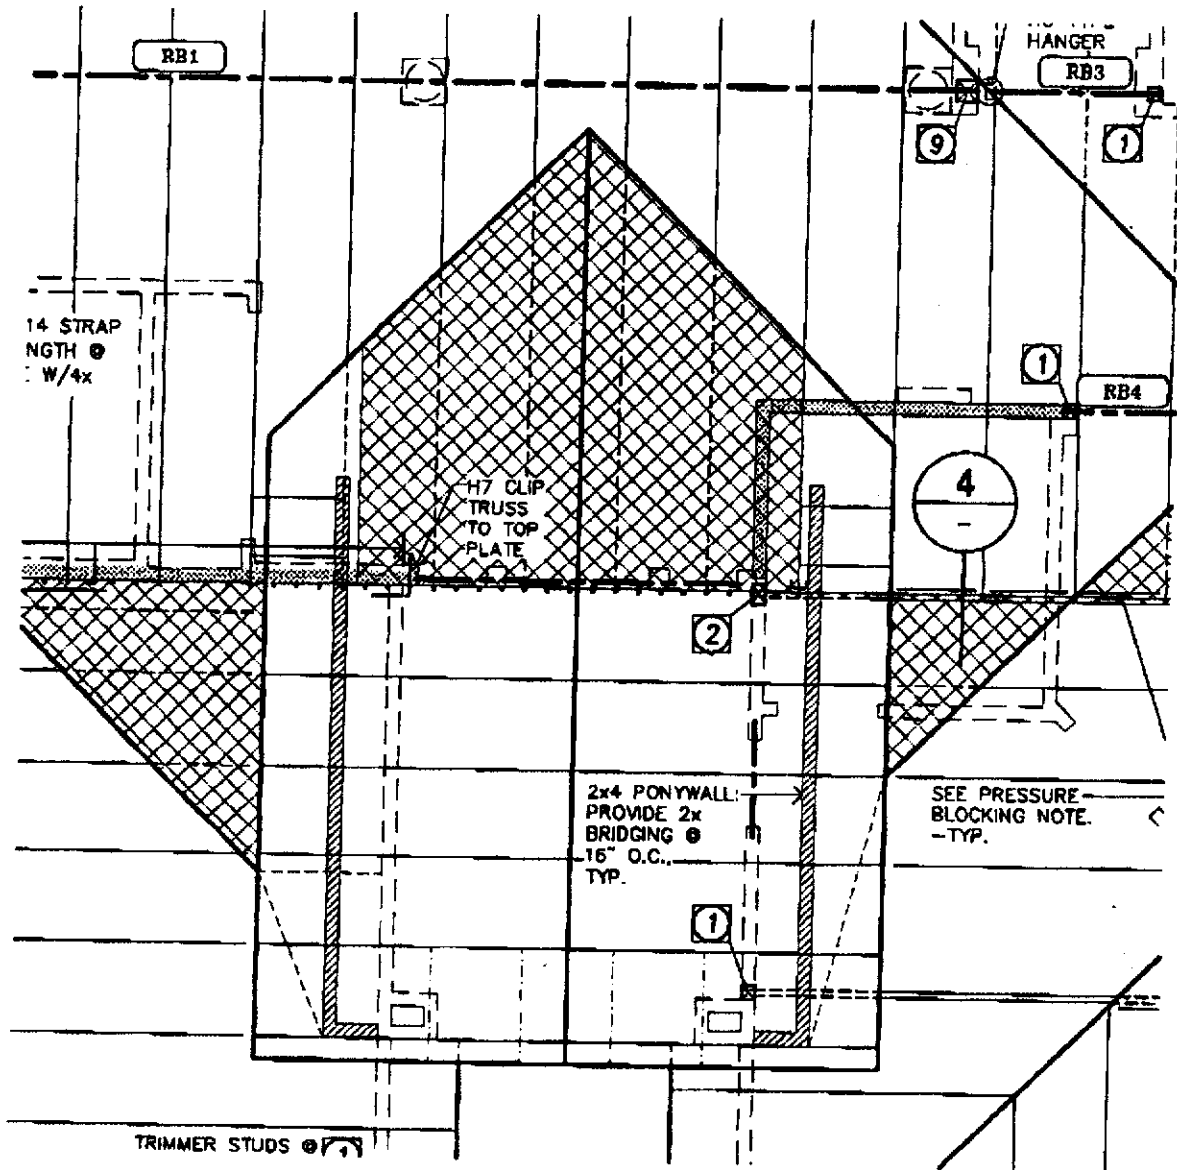 RB1
HANGER
RB3
9
1
14 STRAP
NGTH @
W/4x
1
RB4
4
-
H7 CLIP
TRUSS
TO TOP
PLATE
2
2x4 PONYWALL
PROVIDE 2x
BRIDGING @
16" O.C.,
TYP.
SEE PRESSURE
BLOCKING NOTE.
-TYP.
1
TRIMMER STUDS @ 1